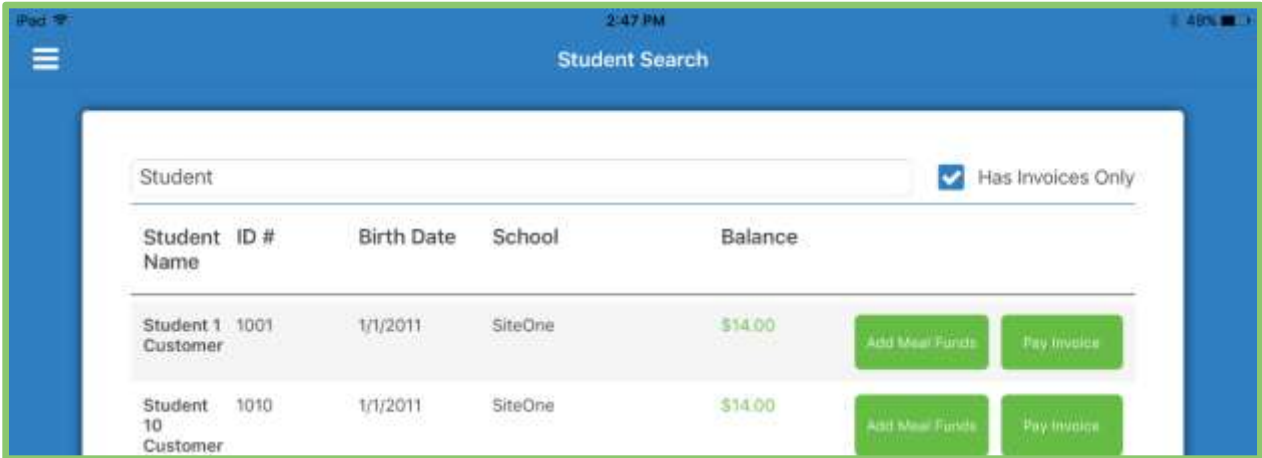 iPad 2:47 PM 49%
Student Search
Student Has Invoices Only
Student ID # Birth Date School Balance
Name
Student 1 1001 1/1/2011 SiteOne $14.00
Customer
Add Meal Funds Pay Invoice
Student 1010 1/1/2011 SiteOne $14.00
10
Customer
Add Meal Funds Pay Invoice